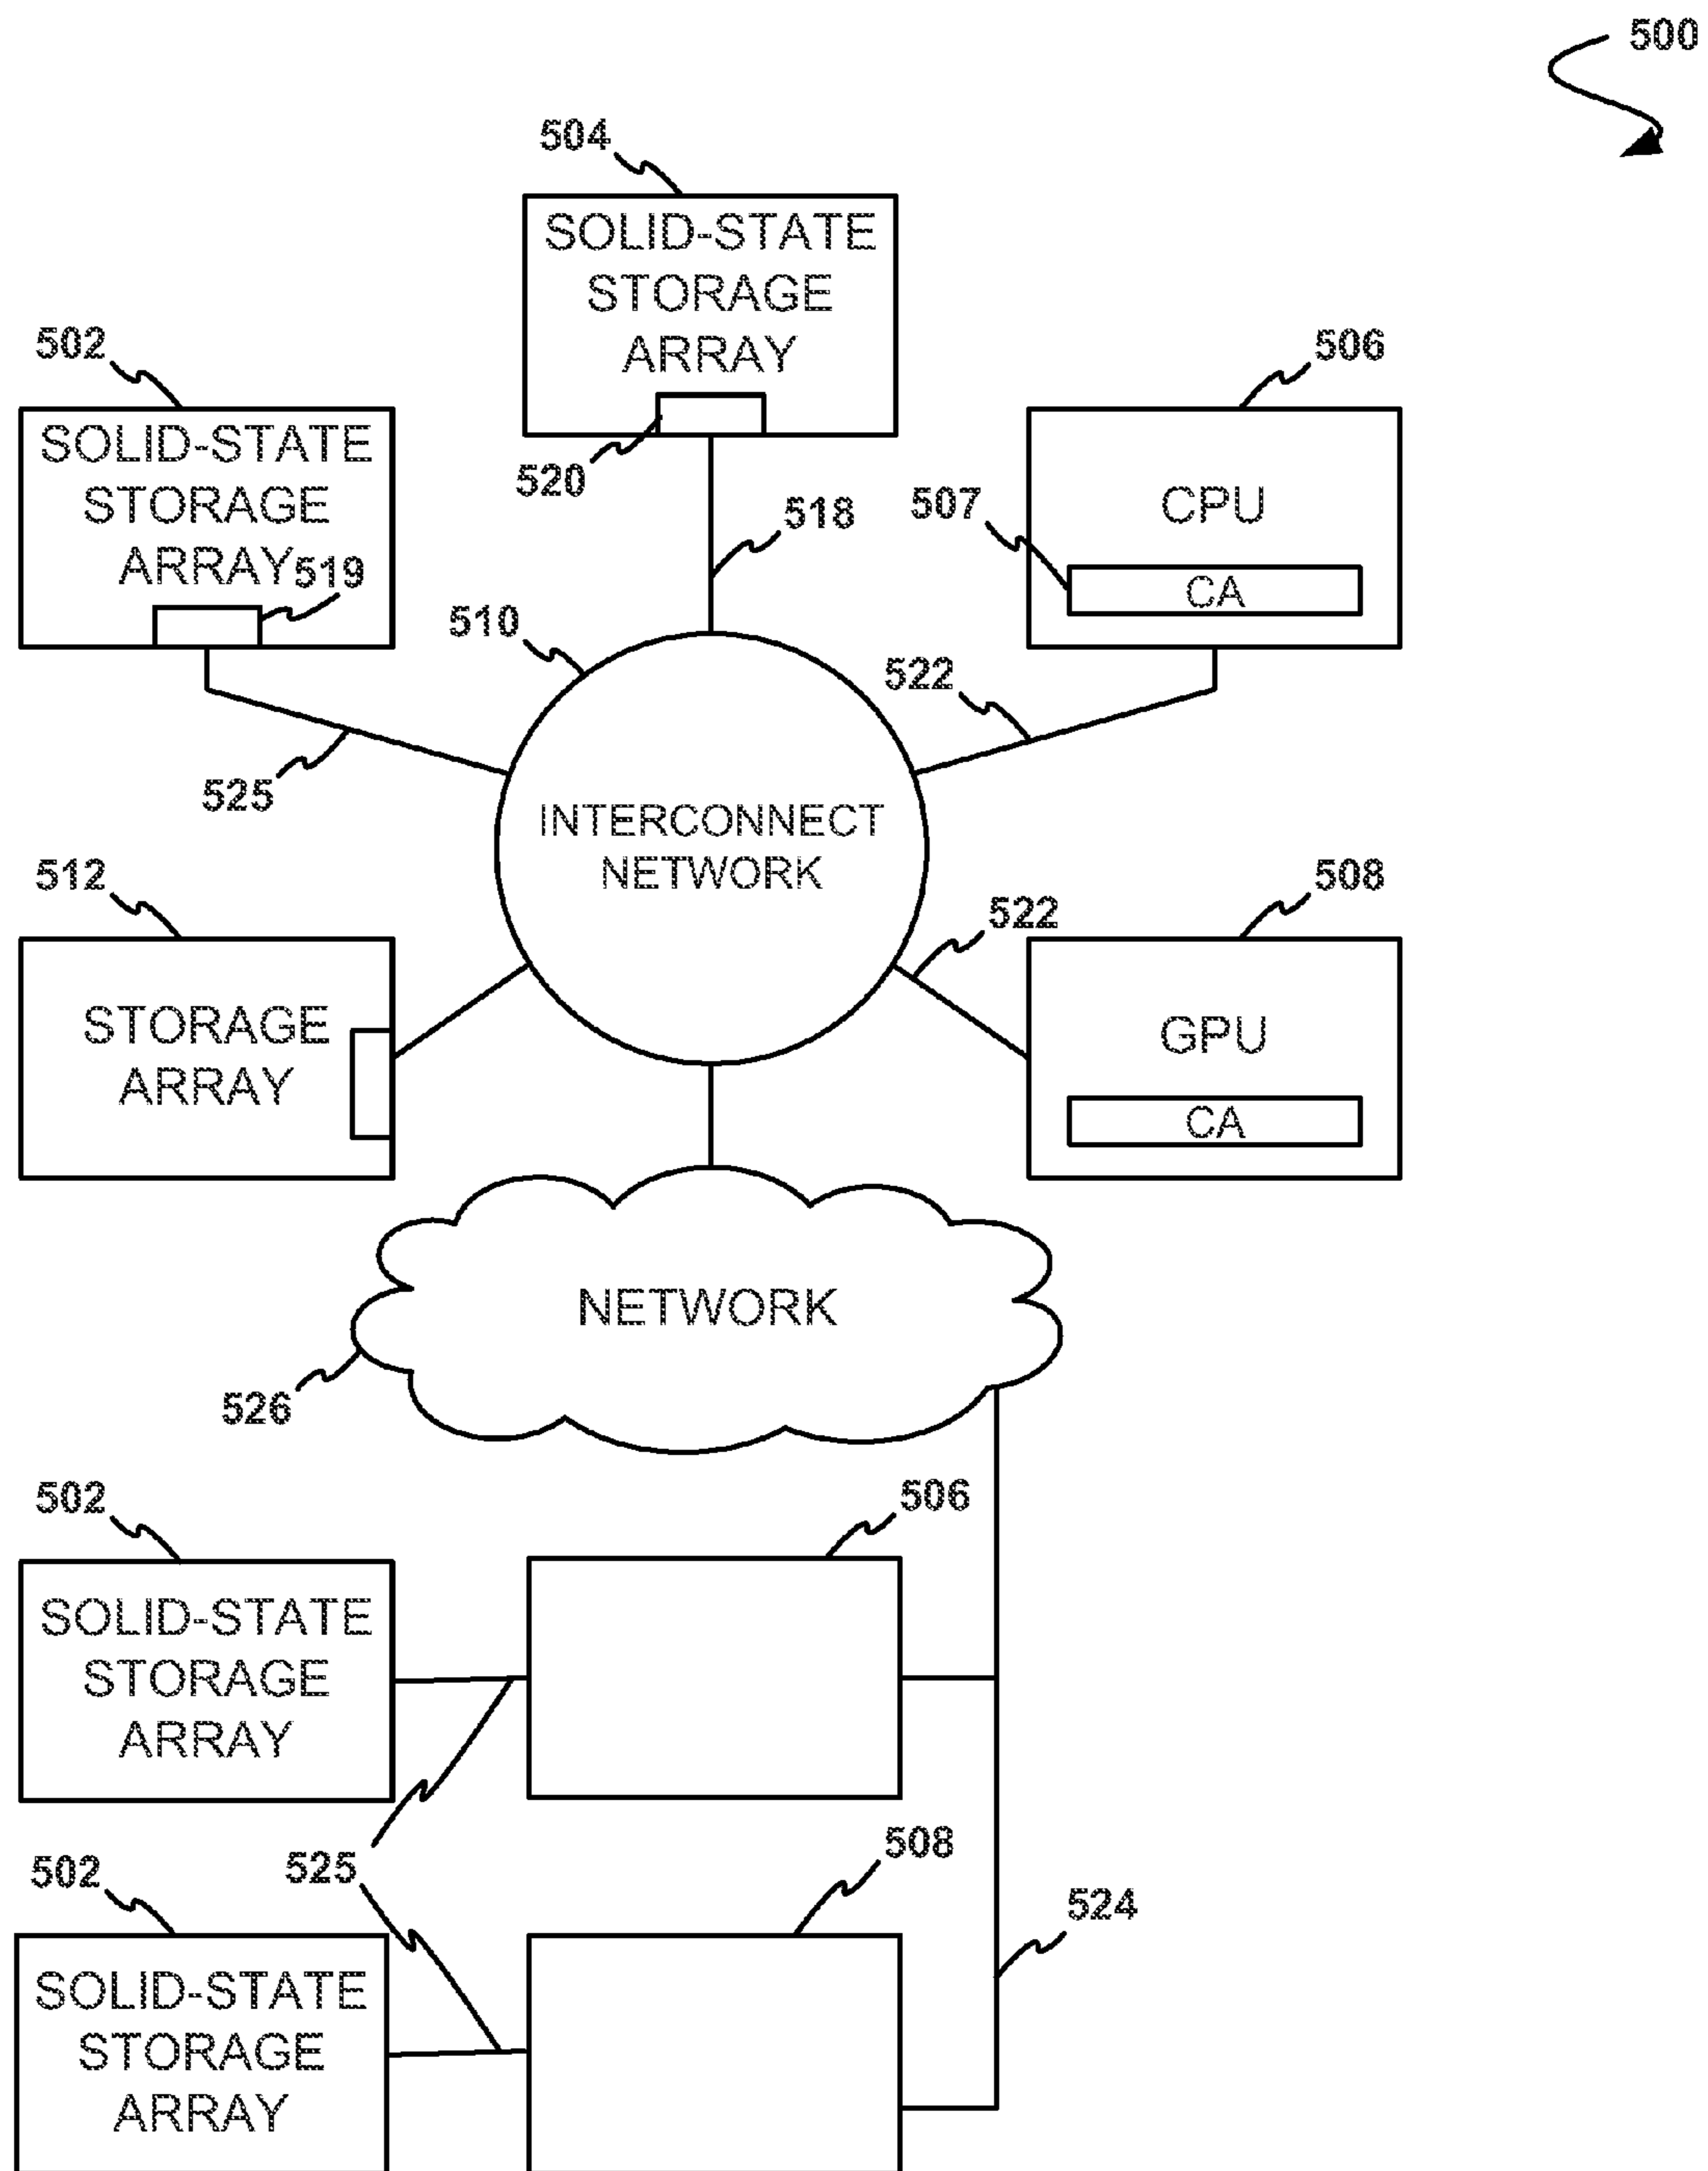 500
504
SOLID-STATE
STORAGE
ARRAY
520
518
502
SOLID-STATE
STORAGE
ARRAY
519
506
CPU
507
CA
510
522
525
INTERCONNECT
NETWORK
512
STORAGE
ARRAY
522
508
GPU
CA
NETWORK
526
502
SOLID-STATE
STORAGE
ARRAY
506
525
502
SOLID-STATE
STORAGE
ARRAY
508
524